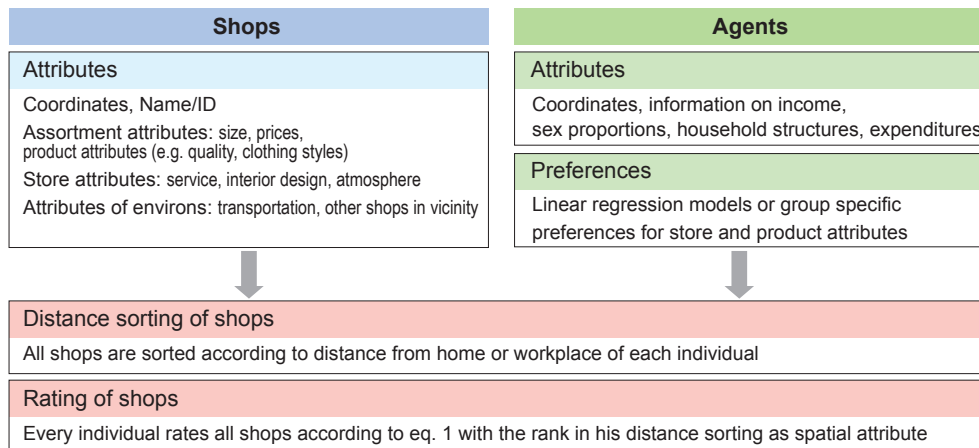 Shops
Attributes
Coordinates, Name/ID
Assortment attributes: size, prices,
product attributes (e.g. quality, clothing styles)
Store attributes: service, interior design, atmosphere
Attributes of environs: transportation, other shops in vicinity
Agents
Attributes
Coordinates, information on income,
sex proportions, household structures, expenditures
Preferences
Linear regression models or group specific
preferences for store and product attributes
Distance sorting of shops
All shops are sorted according to distance from home or workplace of each individual
Rating of shops
Every individual rates all shops according to eq. 1 with the rank in his distance sorting as spatial attribute